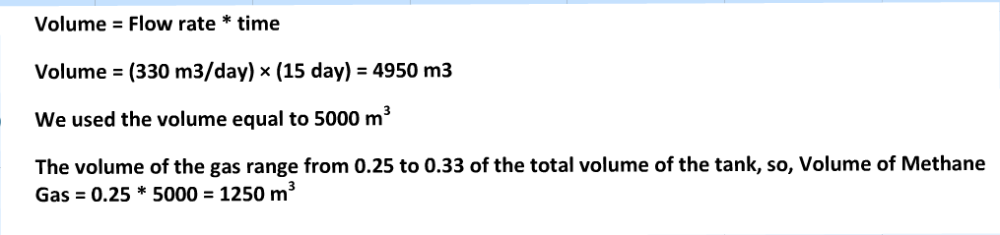 Volume = Flow rate * time
Volume = (330 m3/day) × (15 day) = 4950 m3
We used the volume equal to 5000 m³
The volume of the gas range from 0.25 to 0.33 of the total volume of the tank, so, Volume of Methane
Gas = 0.25 * 5000 = 1250 m³